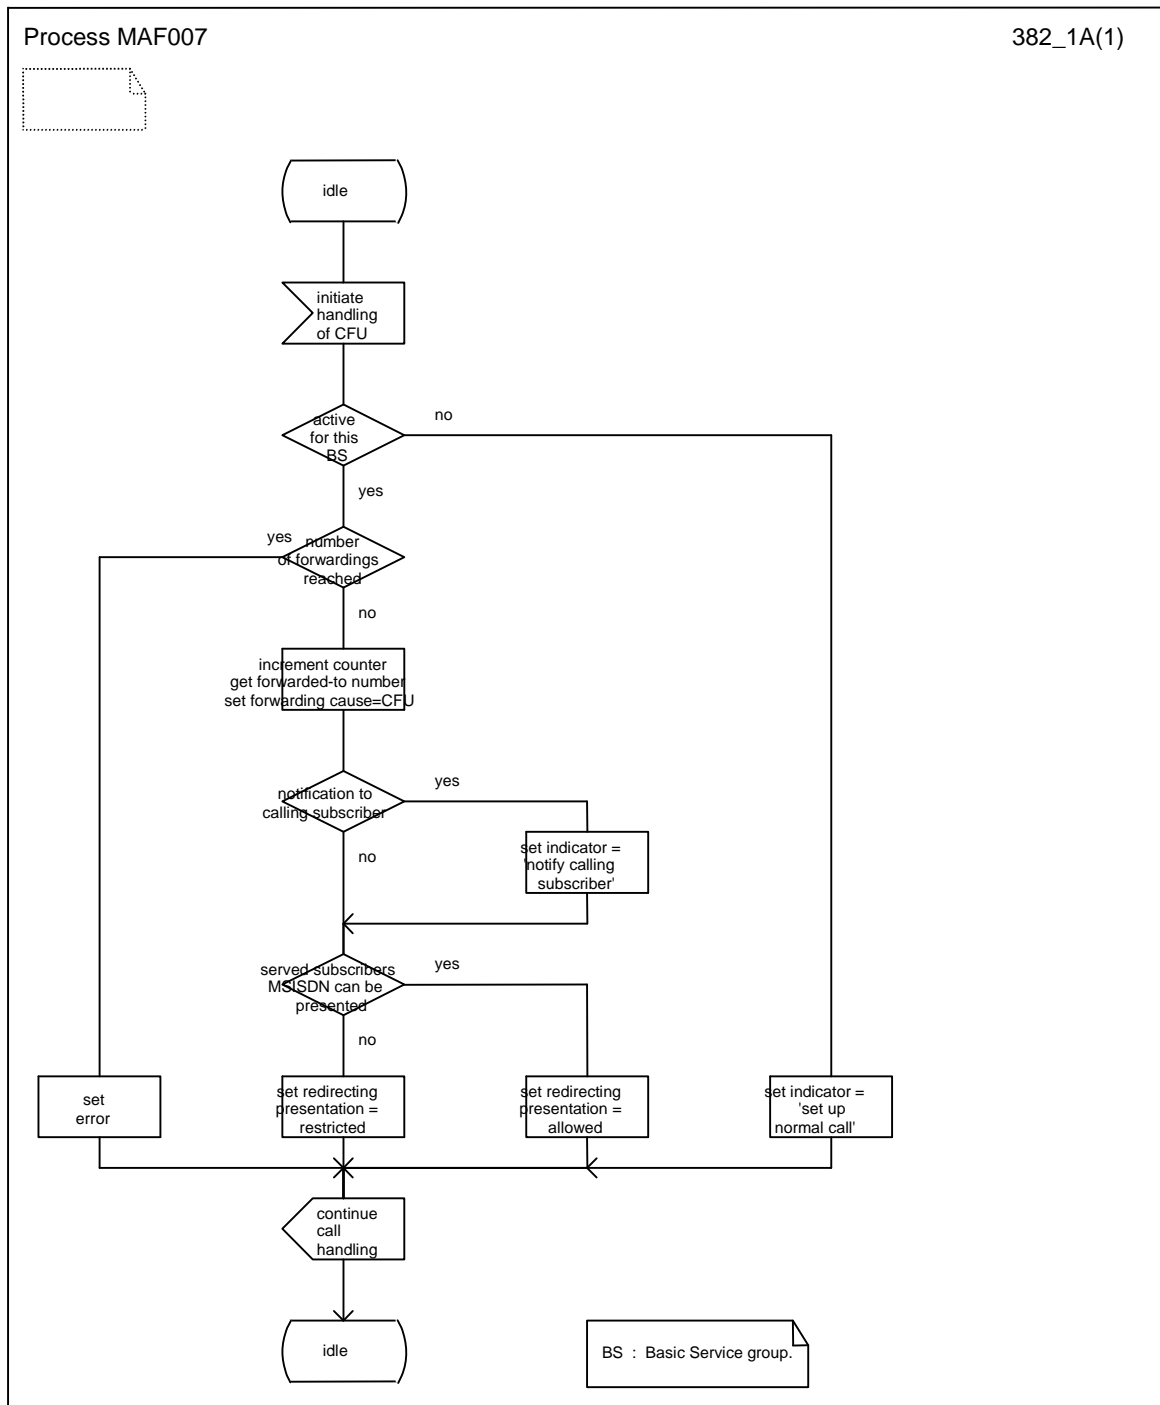 Process MAF007
382_1A(1)
idle
initiate
handling
of CFU
active
for this
BS
no
yes
yes
number
of forwardings
reached
no
increment counter
get forwarded-to number
set forwarding cause=CFU
notification to
calling subscriber
yes
no
set indicator =
'notify calling
subscriber'
served subscribers
MSISDN can be
presented
yes
no
set
error
set redirecting
presentation =
restricted
set redirecting
presentation =
allowed
set indicator =
'set up
normal call'
continue
call
handling
idle
BS : Basic Service group.